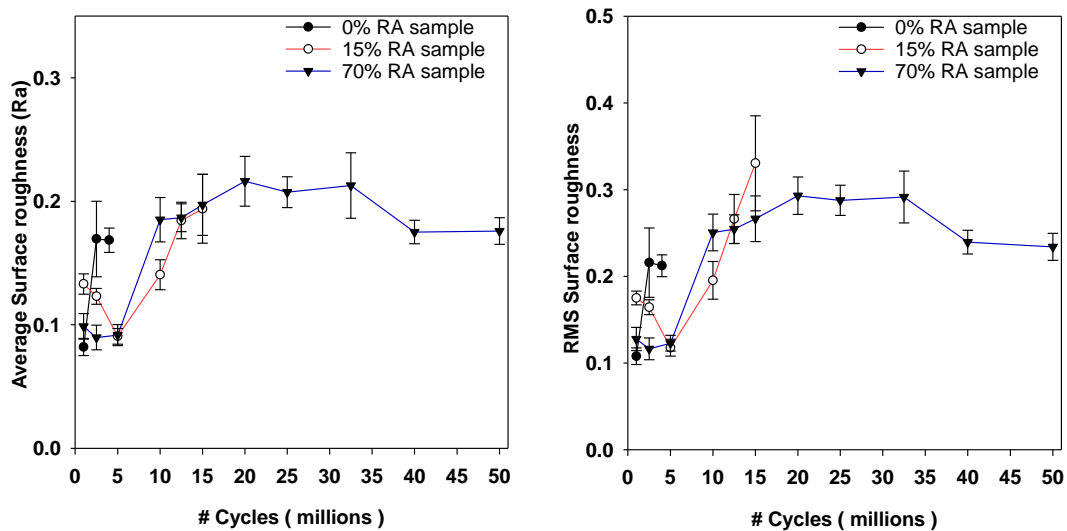 0% RA sample
15% RA sample
70% RA sample
Average Surface roughness (Ra)
0.3
0.2
0.1
0.0
0 5 10 15 20 25 30 35 40 45 50
# Cycles ( millions )
0% RA sample
15% RA sample
70% RA sample
RMS Surface roughness
0.5
0.4
0.3
0.2
0.1
0.0
0 5 10 15 20 25 30 35 40 45 50
# Cycles ( millions )